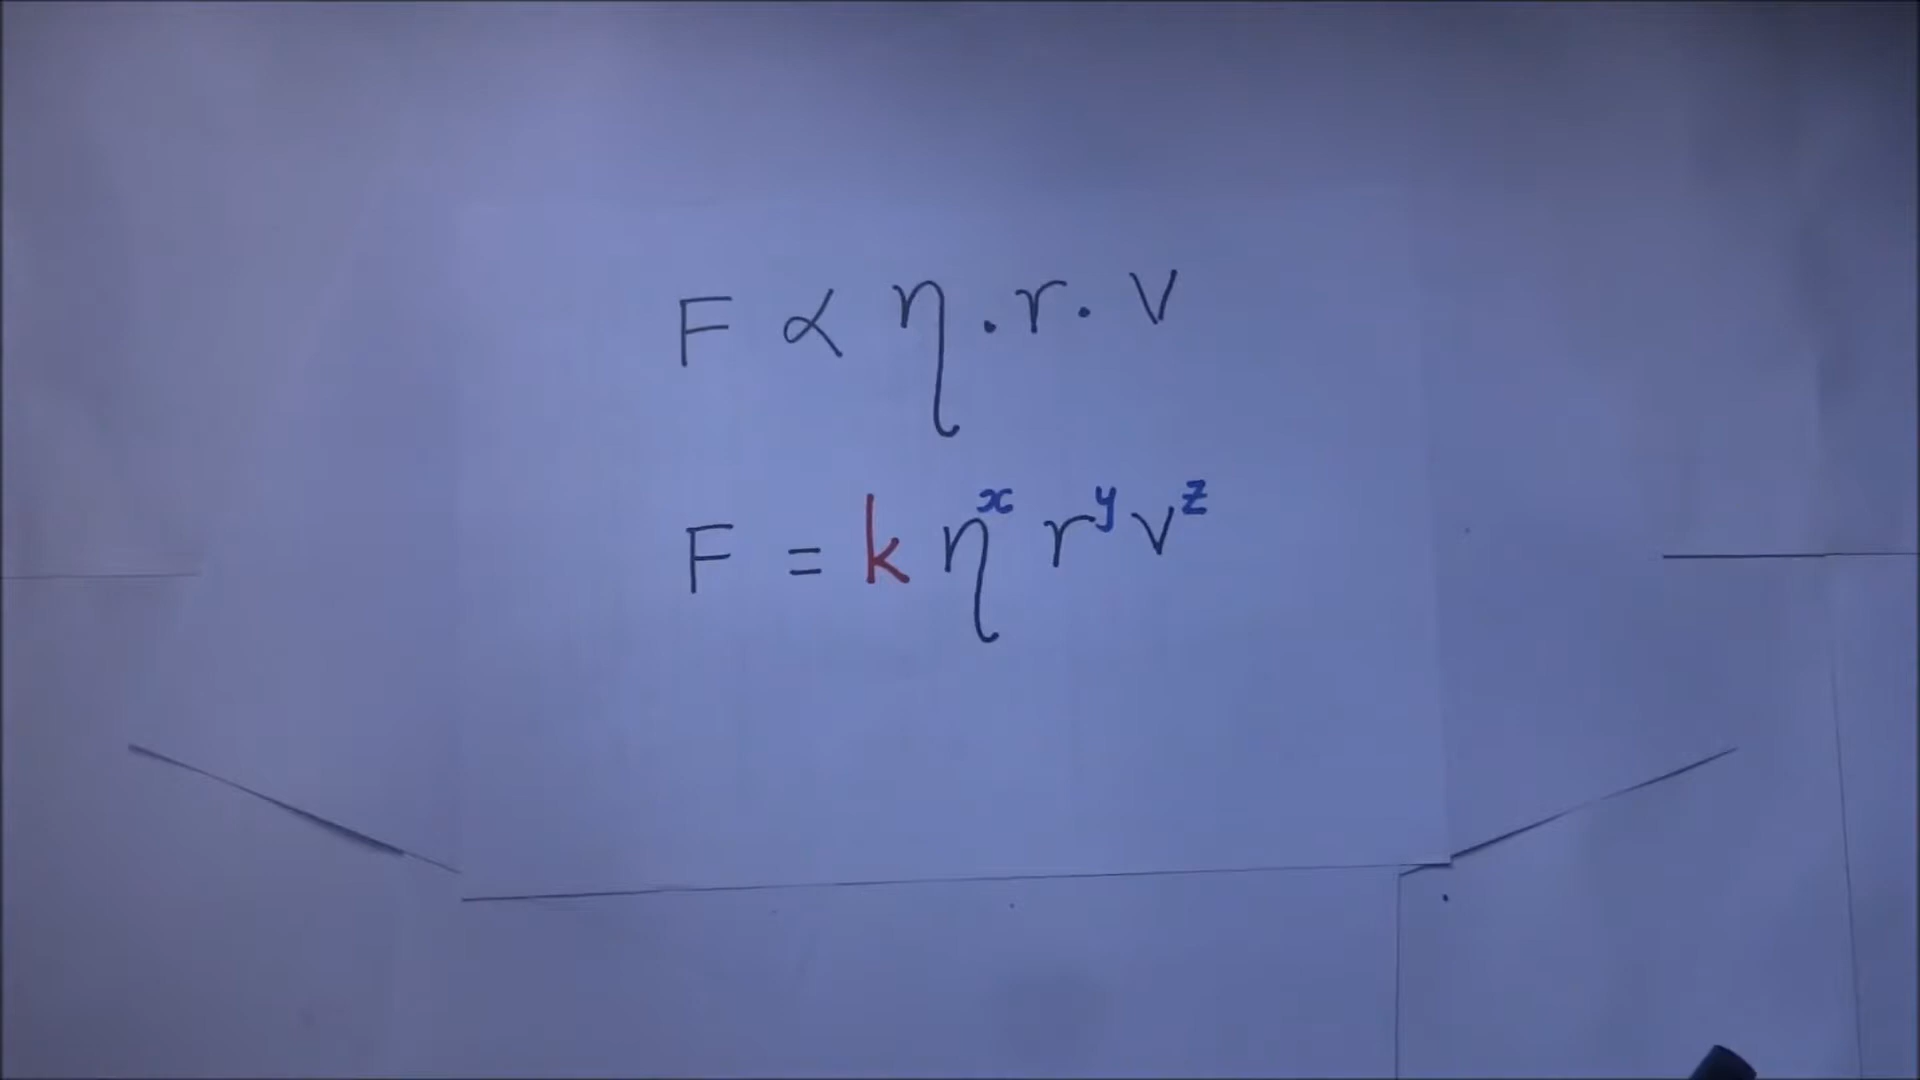 F ∝ η . r . v
F = k η^x r^y v^z